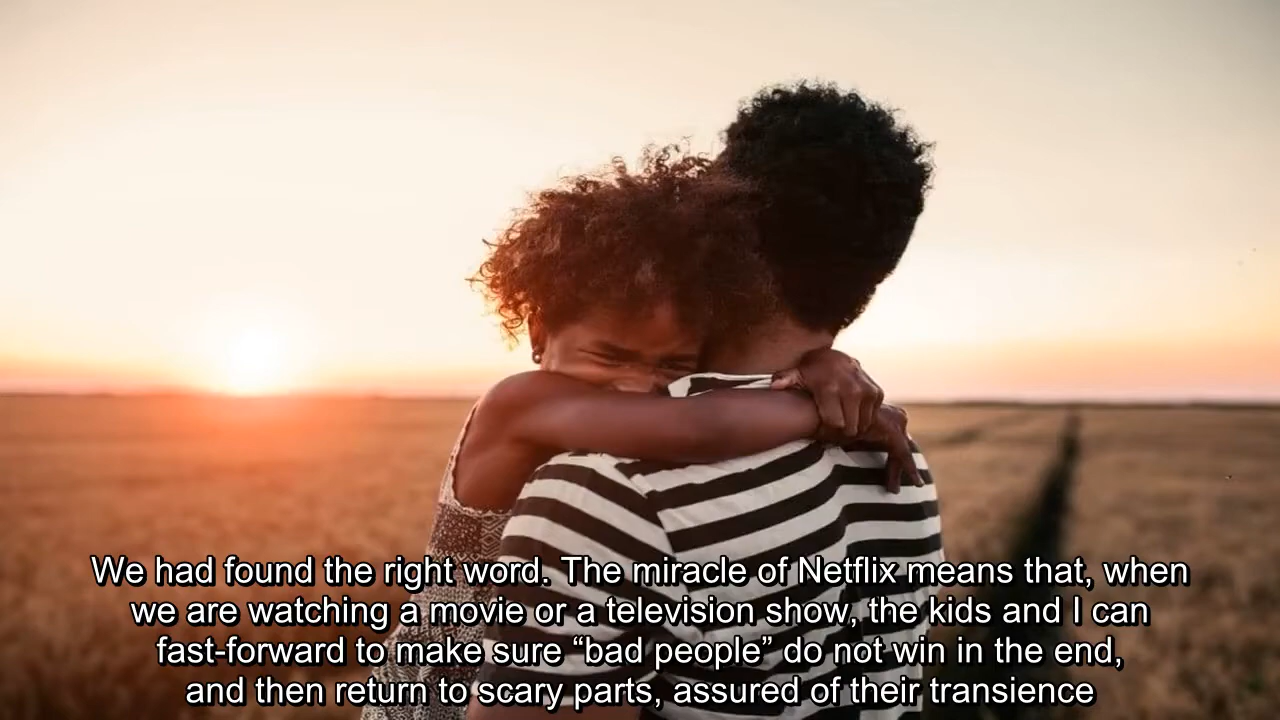 We had found the right word. The miracle of Netflix means that, when
we are watching a movie or a television show, the kids and I can
fast-forward to make sure “bad people” do not win in the end,
and then return to scary parts, assured of their transience